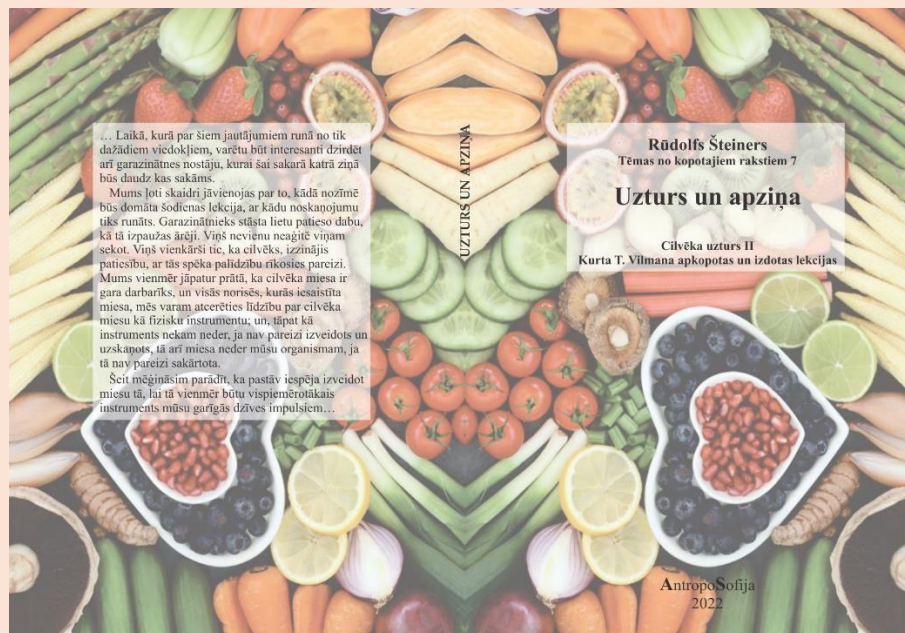 … Laikā, kurā par šiem jautājumiem runā no tik
dažādiem viedokļiem, varētu būt interesanti dzirdēt
arī garazinātnes nostāju, kurai šai sakarā katrā ziņā
būs daudz kas sakāms.
Mums ļoti skaidri jāvienojas par to, kādā nozīmē
būs domāta šodienas lekcija, ar kādu noskaņojumu
tiks runāts. Garazinātnieks stāsta lietu patieso dabu,
kā tā izpaužas ārēji. Viņš nevienu neaģitē viņam
sekot. Viņš vienkārši tic, ka cilvēks, izzinājis
patiesību, ar tās spēka palīdzību rīkosies pareizi.
Mums vienmēr jāpatur prātā, ka cilvēka miesa ir
gara darbarīks, un visās norisēs, kurās iesaistīta
miesa, mēs varam atcerēties līdzību par cilvēka
miesu kā fizisku instrumentu; un, tāpat kā
instruments nekam neder, ja nav pareizi izveidots un
uzskaņots, tā arī miesa neder mūsu organismam, ja
tā nav pareizi sakārtota.
Šeit mēģināsim parādīt, ka pastāv iespēja izveidot
miesu tā, lai tā vienmēr būtu vispiemērotākais
instruments mūsu garīgās dzīves impulsiem…
UZTURS UN APZIŅA
Rūdolfs Šteiners
Tēmas no kopotajiem rakstiem 7
Uzturs un apziņa
Cilvēka uzturs II
Kurta T. Vilmana apkopotas un izdotas lekcijas
AntropoSofija
2022